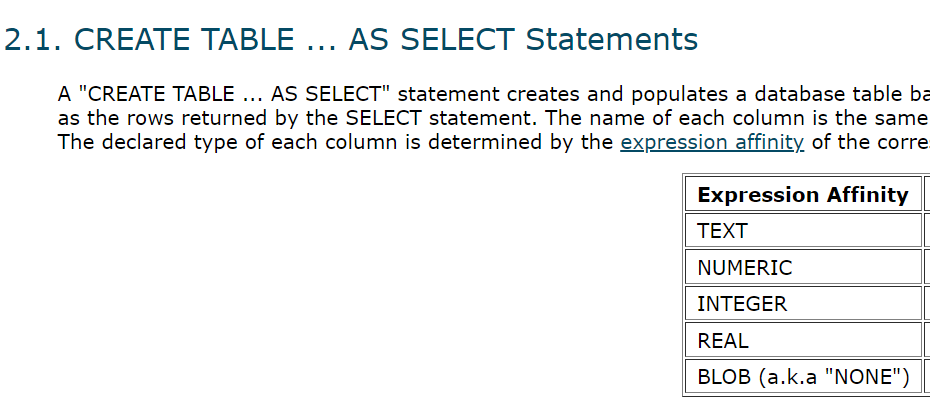 2.1. CREATE TABLE ... AS SELECT Statements
A "CREATE TABLE ... AS SELECT" statement creates and populates a database table
as the rows returned by the SELECT statement. The name of each column is the same
The declared type of each column is determined by the expression affinity of the
Expression Affinity
TEXT
NUMERIC
INTEGER
REAL
BLOB (a.k.a "NONE")